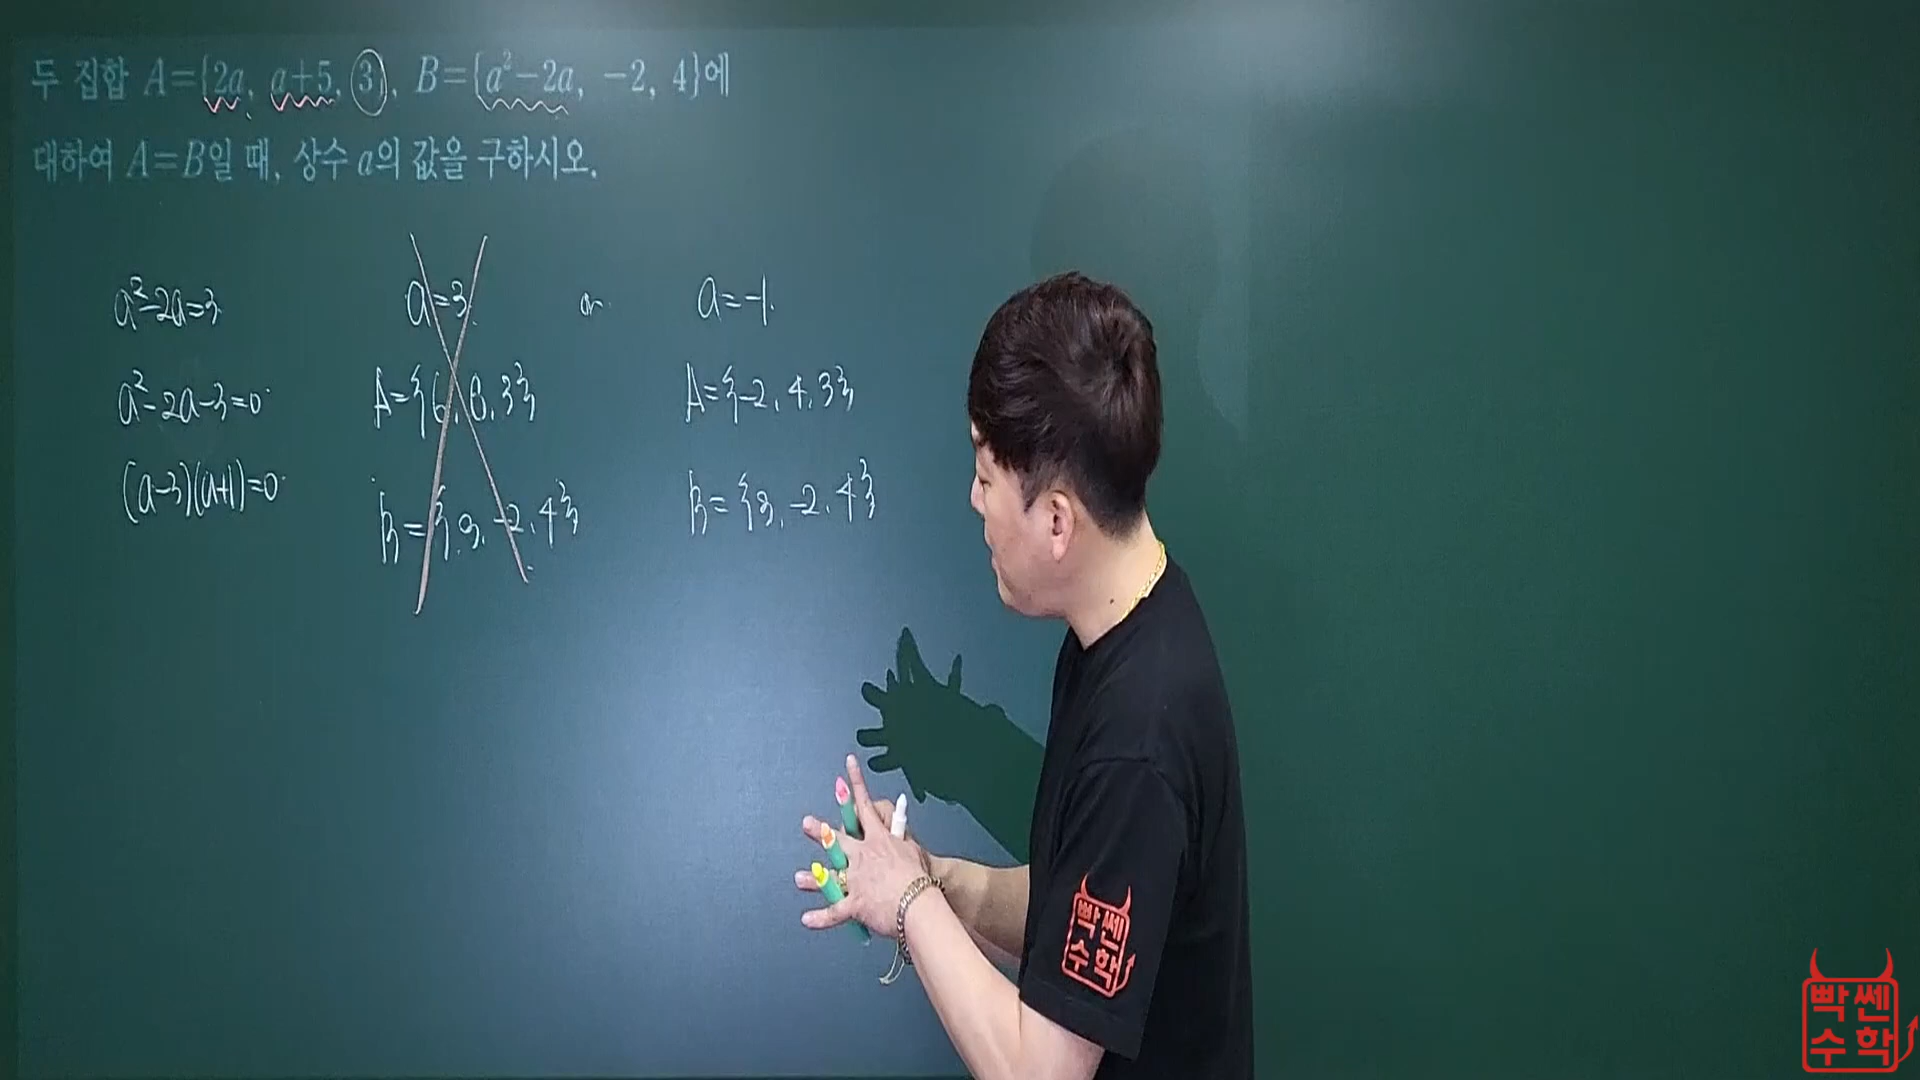 두 집합 A={2a, a+5, 3}, B={a²-2a, -2, 4}에
대하여 A=B일 때, 상수 a의 값을 구하시오.
a²-2a=3
a²-2a-3=0
(a-3)(a+1)=0
a=3 or a=-1
A={6, 8, 3}
B={3, -2, 4}
A={-2, 4, 3}
B={3, -2, 4}
빡쎈
수학
빡쎈
수학